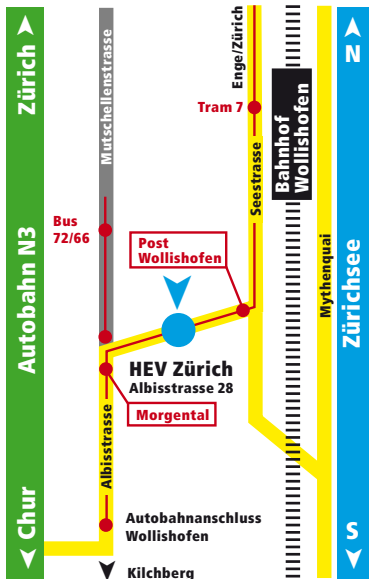 Zürich
Autobahn N3
Chur
Mutschellenstrasse
Enge/Zürich
Tram 7
Seestrasse
Bahnhof
Wollishofen
N
Zürichsee
S
Mythenquai
Bus
72/66
Post
Wollishofen
HEV Zürich
Albisstrasse 28
Morgental
Albisstrasse
Autobahnanschluss
Wollishofen
Kilchberg